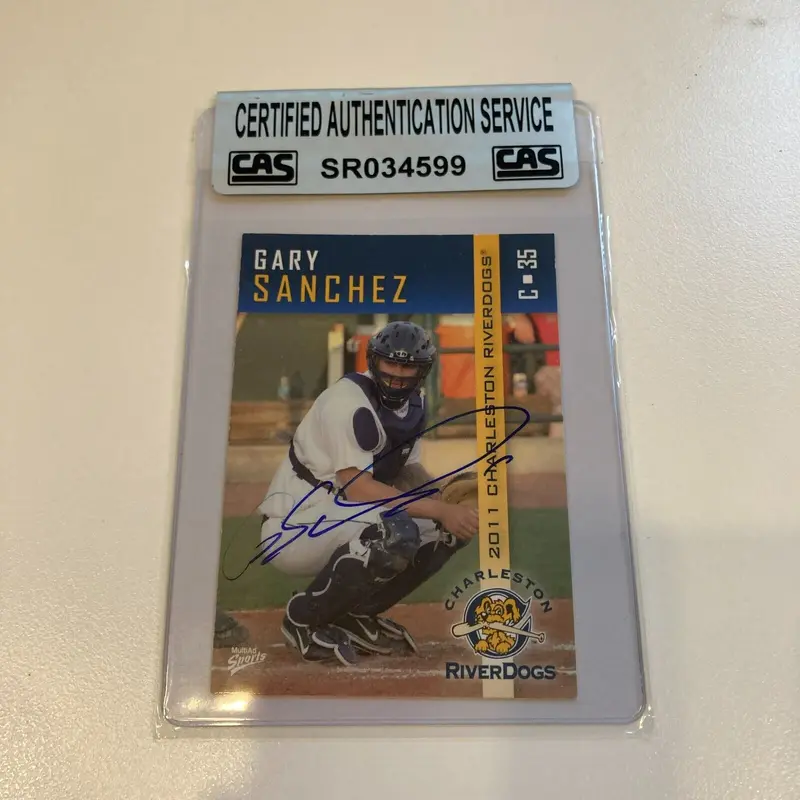 CERTIFIED AUTHENTICATION SERVICE
CAS SR034599 CAS
GARY
SANCHEZ
C ■ 35
2011 CHARLESTON RIVERDOGS®
CHARLESTON
RIVERDOGS
MultiAd
Sports